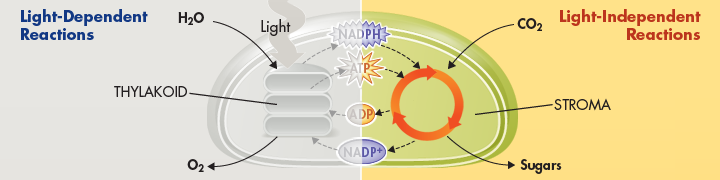 Light-Dependent
Reactions
H₂O
Light
NADPH
CO₂
Light-Independent
Reactions
ATP
THYLAKOID
ADP
STROMA
NADP⁺
O₂
Sugars